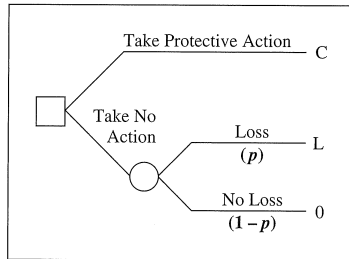 Take Protective Action
C
Take No
Action
Loss
L
(p)
No Loss
0
(1 – p)